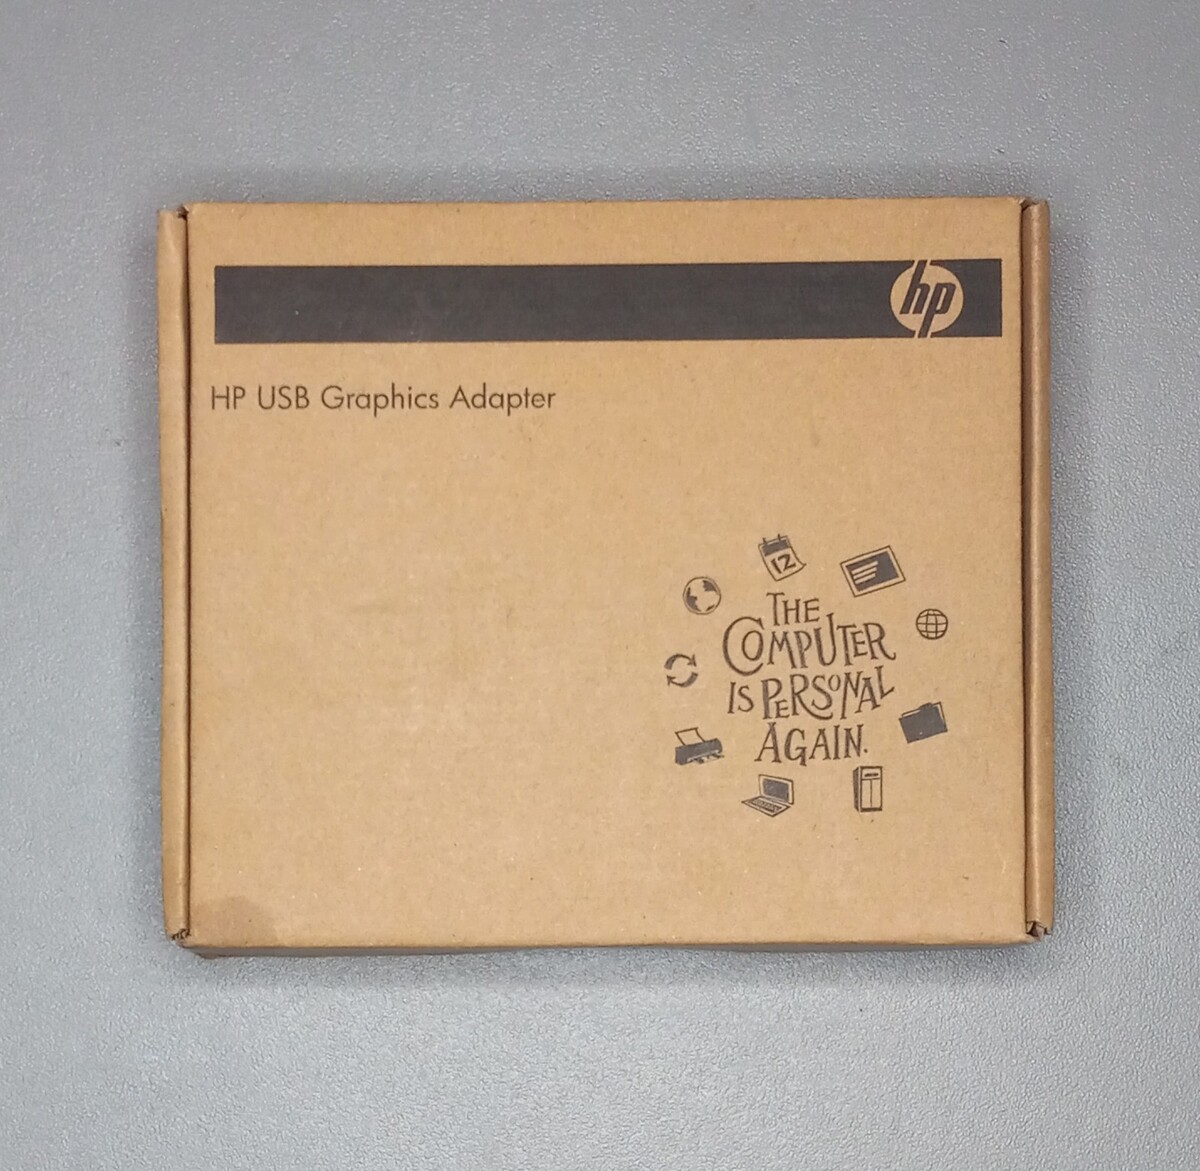 hp
HP USB Graphics Adapter
12
THE
COMPUTER
IS PERSONAL
AGAIN.